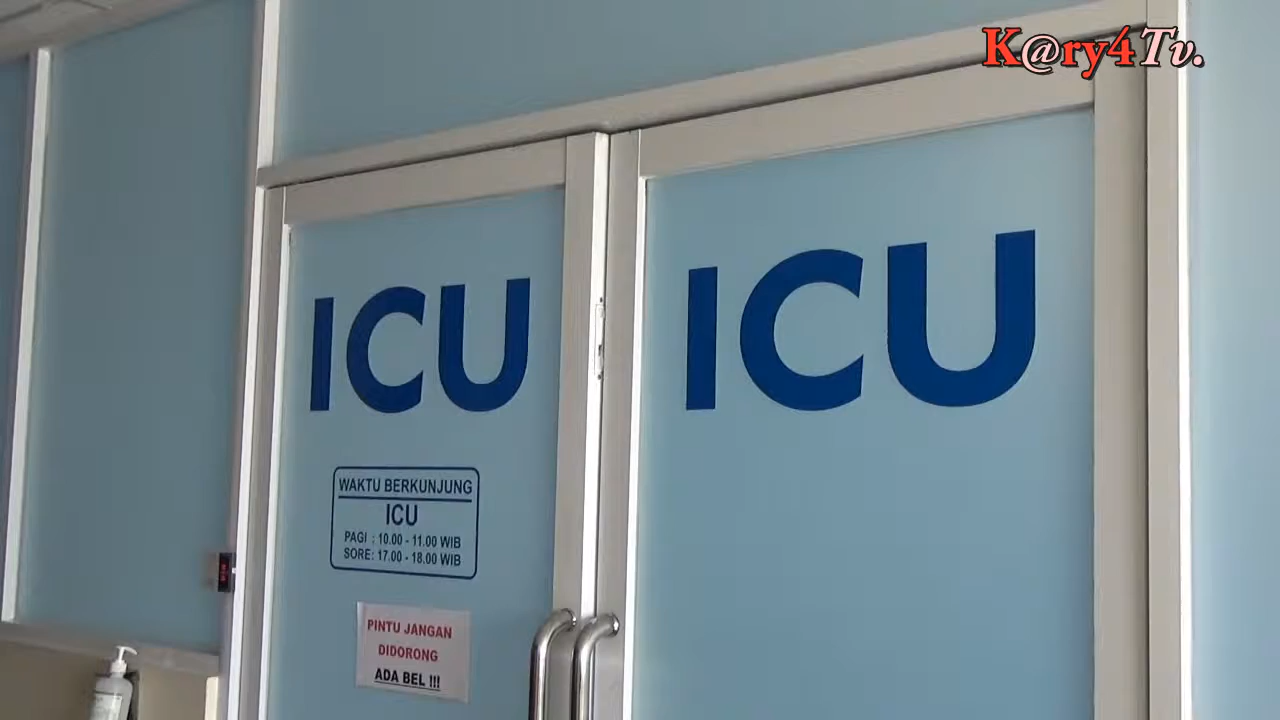 K@ry4Tv.
ICU
ICU
WAKTU BERKUNJUNG
ICU
PAGI : 10.00 - 11.00 WIB
SORE : 17.00 - 18.00 WIB
PINTU JANGAN
DIDORONG
ADA BEL !!!